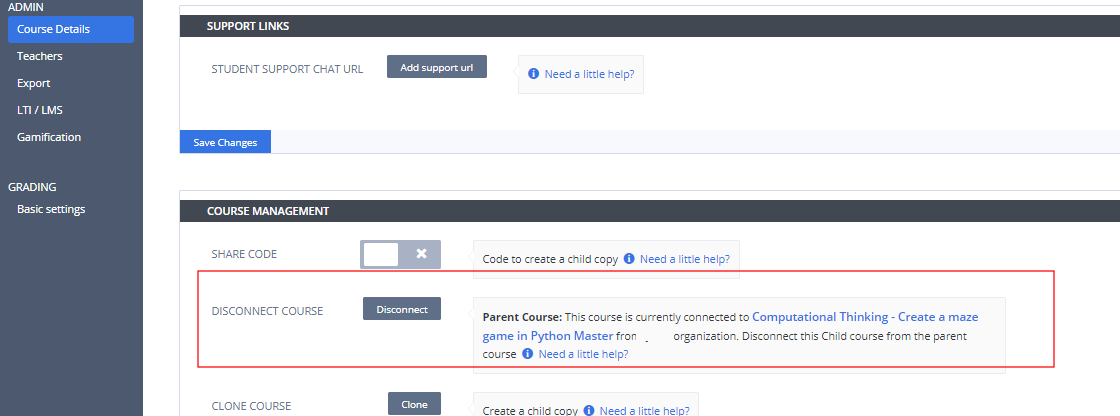 ADMIN
Course Details
Teachers
Export
LTI / LMS
Gamification
GRADING
Basic settings
SUPPORT LINKS
STUDENT SUPPORT CHAT URL
Add support url
Need a little help?
Save Changes
COURSE MANAGEMENT
SHARE CODE
Code to create a child copy Need a little help?
DISCONNECT COURSE
Disconnect
Parent Course: This course is currently connected to Computational Thinking - Create a maze
game in Python Master from organization. Disconnect this Child course from the parent
course Need a little help?
CLONE COURSE
Clone
Create a child copy Need a little help?